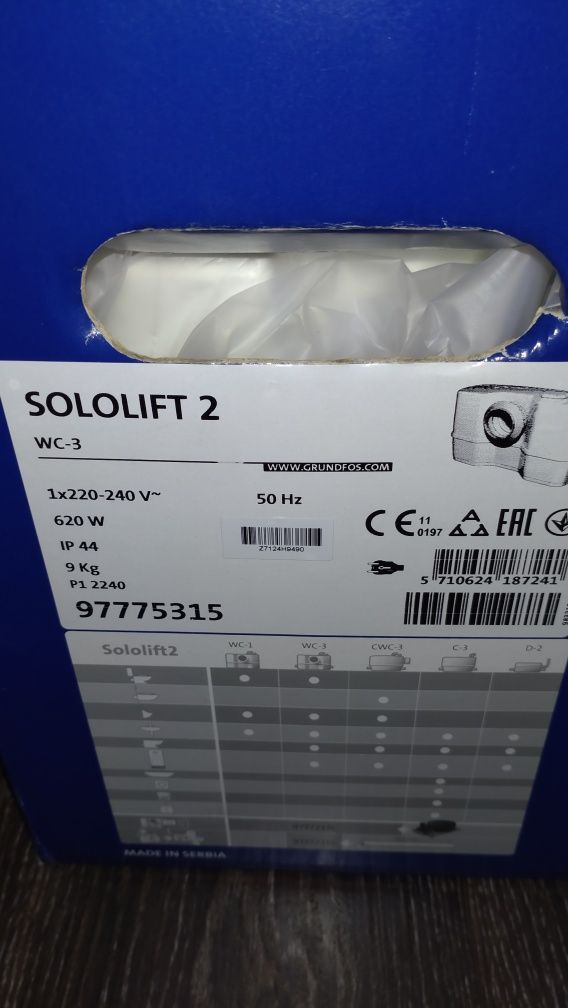 SOLOLIFT 2
WC-3
WWW.GRUNDFOS.COM
1x220-240 V~
50 Hz
620 W
IP 44
9 Kg
P1 2240
97775315
Z7124H9490
CE 11
0197
EAC
5 710624 187241
Sololift2
WC-1 WC-3 CWC-3 C-3 D-2
MADE IN SERBIA